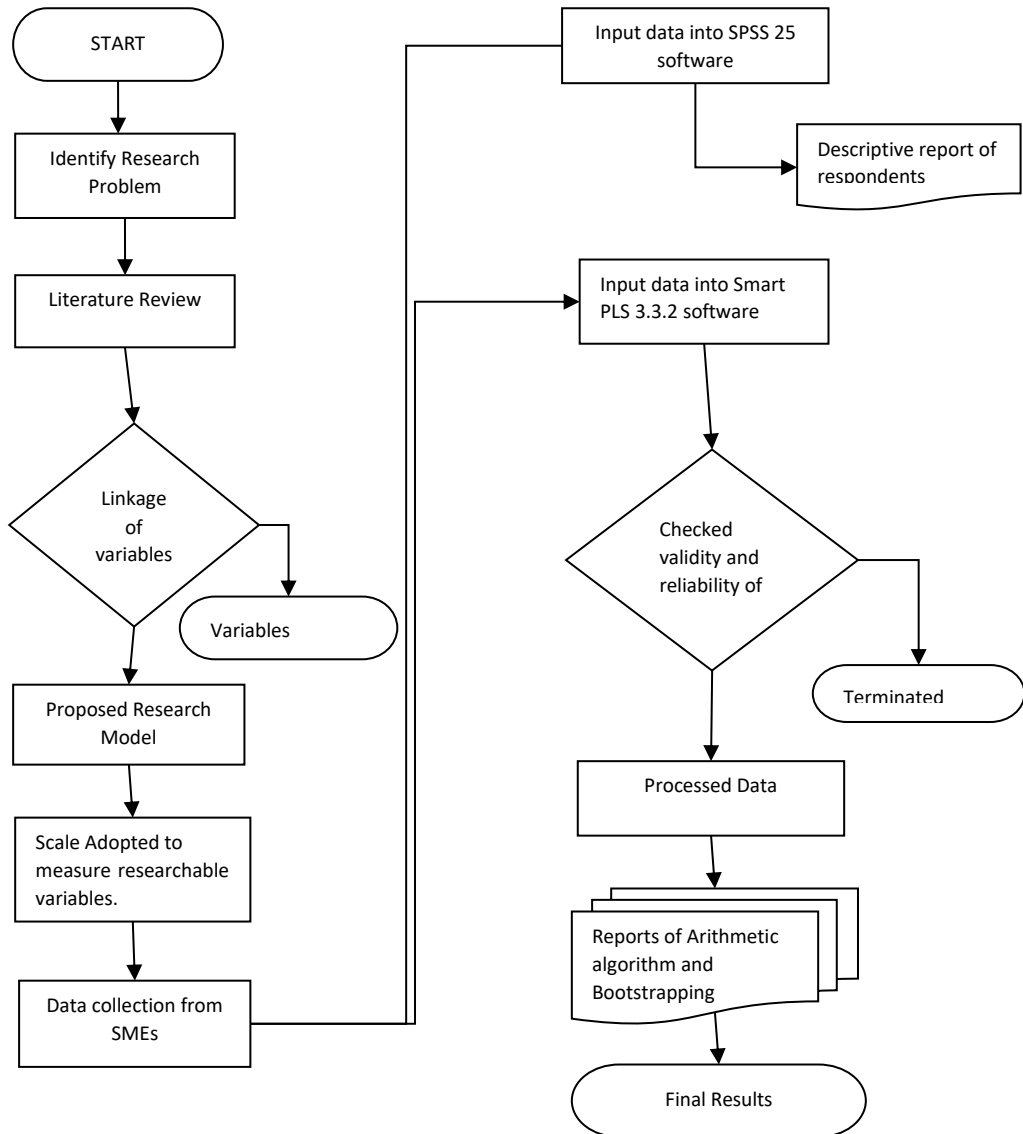 START
Identify Research
Problem
Literature Review
Linkage
of
variables
Variables
Proposed Research
Model
Scale Adopted to
measure researchable
variables.
Data collection from
SMEs
Input data into SPSS 25
software
Descriptive report of
respondents
Input data into Smart
PLS 3.3.2 software
Checked
validity and
reliability of
Terminated
Processed Data
Reports of Arithmetic
algorithm and
Bootstrapping
Final Results